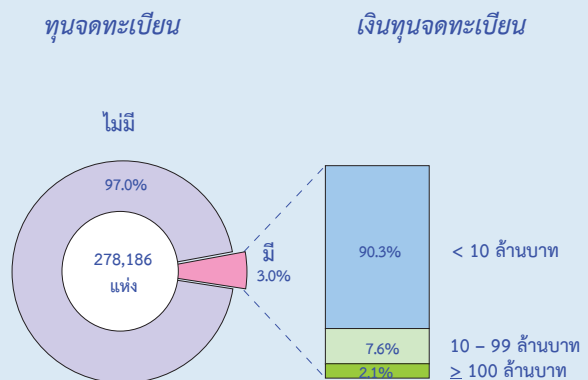 ทุนจดทะเบียน
เงินทุนจดทะเบียน
ไม่มี
97.0%
278,186
แห่ง
มี
3.0%
90.3%
< 10 ล้านบาท
7.6%
10 – 99 ล้านบาท
2.1%
≥ 100 ล้านบาท